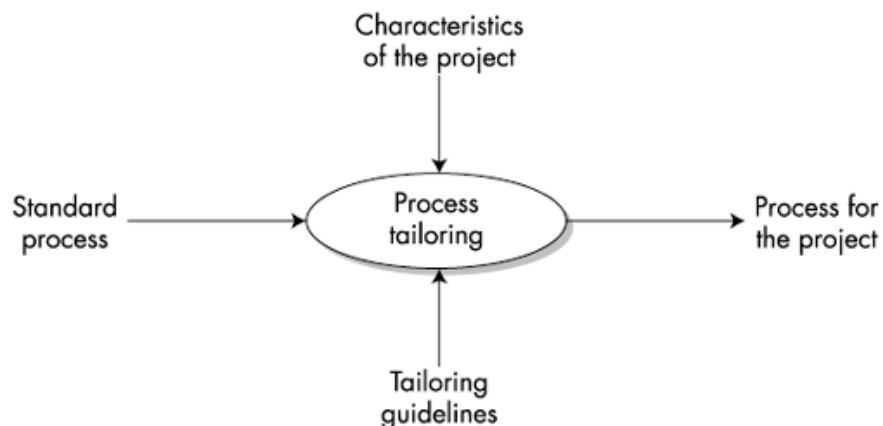 Characteristics
of the project
Standard
process
Process
tailoring
Process for
the project
Tailoring
guidelines